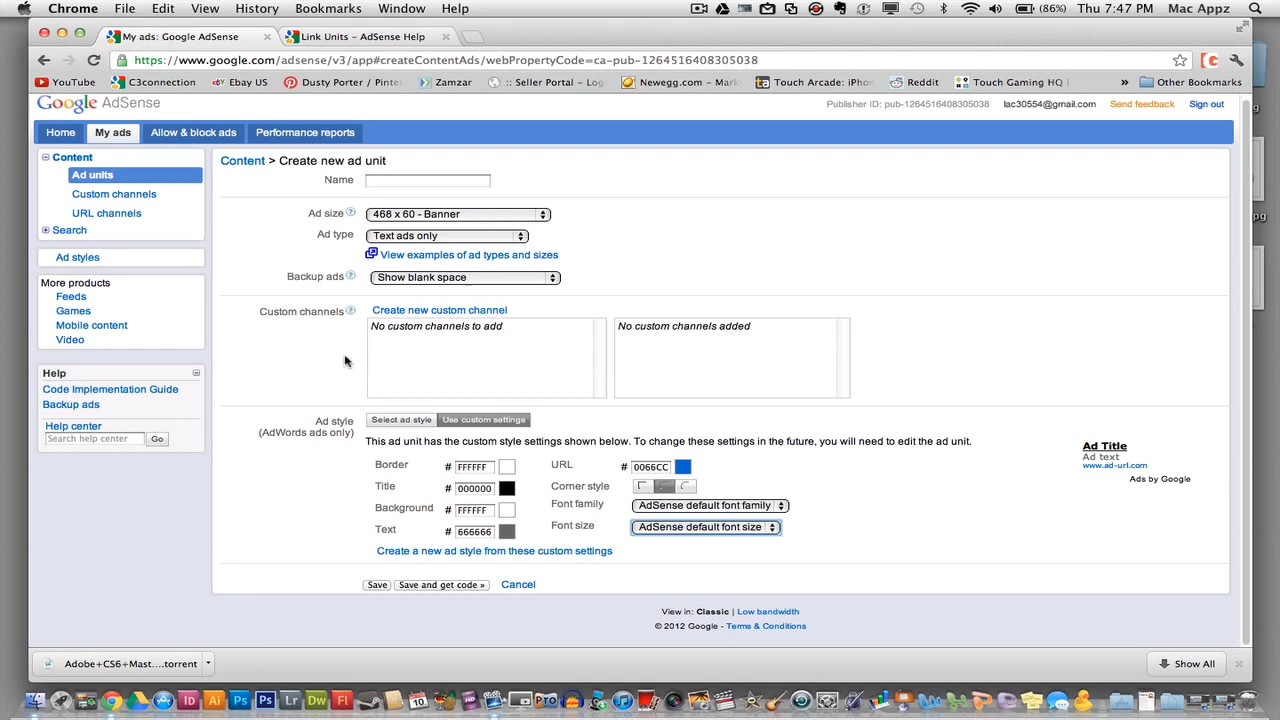 Chrome File Edit View History Bookmarks Window Help (86%) Thu 7:47 PM Mac Appz
My ads: Google AdSense × Link Units – AdSense Help ×
https://www.google.com/adsense/v3/app#createContentAds/webPropertyCode=ca-pub-1264516408305038
YouTube C3connection Ebay US Dusty Porter / Pinteres Zamzar :: Seller Portal - Log Newegg.com - Google Touch Arcade: iPhon Reddit Touch Gaming HQ | » Other Bookmarks
Google AdSense Publisher ID: pub-1264516408305038 lac30554@gmail.com Send feedback Sign out
Home My ads Allow & block ads Performance reports
Content
Ad units
Custom channels
URL channels
Search
Ad styles
More products
Feeds
Games
Mobile content
Video
Help
Code Implementation Guide
Backup ads
Help center
Search help center Go
Content > Create new ad unit
Name
Ad size ? 468 x 60 - Banner
Ad type Text ads only
View examples of ad types and sizes
Backup ads ? Show blank space
Custom channels ? Create new custom channel
No custom channels to add No custom channels added
Ad style Select ad style Use custom settings
(AdWords ads only)
This ad unit has the custom style settings shown below. To change these settings in the future, you will need to edit the ad unit.
Border # FFFFFF URL # 0066CC
Title # 000000 Corner style
Background # FFFFFF Font family AdSense default font family
Text # 666666 Font size AdSense default font size
Create a new ad style from these custom settings
Ad Title
Ad text
www.ad-url.com
Ads by Google
Save Save and get code » Cancel
View in: Classic | Low bandwidth
© 2012 Google - Terms & Conditions
Adobe+CS6+Mast....torrent Show All ×
Id Ai Ps Ps Lr Dw Fl